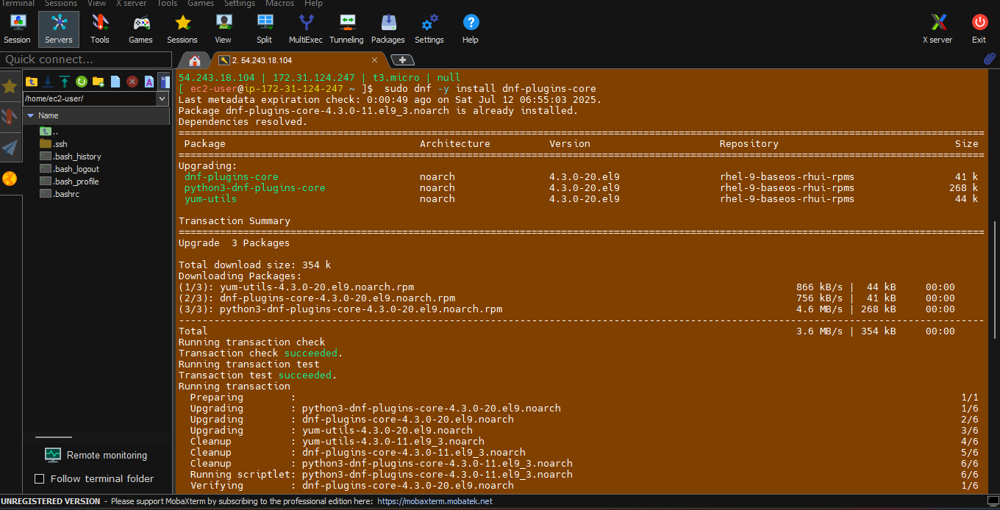 Terminal Sessions View X server Tools Games Settings Macros Help
Session Servers Tools Games Sessions View Split MultiExec Tunneling Packages Settings Help X server Exit
Quick connect...
2. 54.243.18.104
/home/ec2-user/
Name
..
.ssh
.bash_history
.bash_logout
.bash_profile
.bashrc
Remote monitoring
Follow terminal folder
54.243.18.104 | 172.31.124.247 | t3.micro | null
[ ec2-user@ip-172-31-124-247 ~ ]$ sudo dnf -y install dnf-plugins-core
Last metadata expiration check: 0:00:49 ago on Sat Jul 12 06:55:03 2025.
Package dnf-plugins-core-4.3.0-11.el9_3.noarch is already installed.
Dependencies resolved.
================================================================================
Package Architecture Version Repository Size
================================================================================
Upgrading:
dnf-plugins-core noarch 4.3.0-20.el9 rhel-9-baseos-rhui-rpms 41 k
python3-dnf-plugins-core noarch 4.3.0-20.el9 rhel-9-baseos-rhui-rpms 268 k
yum-utils noarch 4.3.0-20.el9 rhel-9-baseos-rhui-rpms 44 k
Transaction Summary
================================================================================
Upgrade 3 Packages
Total download size: 354 k
Downloading Packages:
(1/3): yum-utils-4.3.0-20.el9.noarch.rpm 866 kB/s | 44 kB 00:00
(2/3): dnf-plugins-core-4.3.0-20.el9.noarch.rpm 756 kB/s | 41 kB 00:00
(3/3): python3-dnf-plugins-core-4.3.0-20.el9.noarch.rpm 4.6 MB/s | 268 kB 00:00
--------------------------------------------------------------------------------
Total 3.6 MB/s | 354 kB 00:00
Running transaction check
Transaction check succeeded.
Running transaction test
Transaction test succeeded.
Running transaction
Preparing : 1/1
Upgrading : python3-dnf-plugins-core-4.3.0-20.el9.noarch 1/6
Upgrading : dnf-plugins-core-4.3.0-20.el9.noarch 2/6
Upgrading : yum-utils-4.3.0-20.el9.noarch 3/6
Cleanup : yum-utils-4.3.0-11.el9_3.noarch 4/6
Cleanup : dnf-plugins-core-4.3.0-11.el9_3.noarch 5/6
Cleanup : python3-dnf-plugins-core-4.3.0-11.el9_3.noarch 6/6
Running scriptlet: python3-dnf-plugins-core-4.3.0-11.el9_3.noarch 6/6
Verifying : dnf-plugins-core-4.3.0-20.el9.noarch 1/6
UNREGISTERED VERSION - Please support MobaXterm by subscribing to the professional edition here: https://mobaxterm.mobatek.net